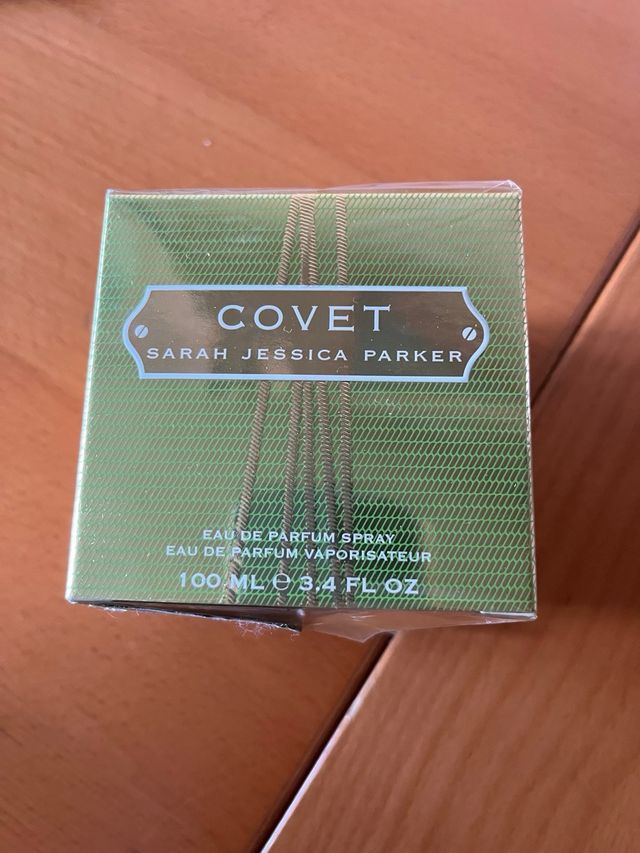 COVET
SARAH JESSICA PARKER
EAU DE PARFUM SPRAY
EAU DE PARFUM VAPORISATEUR
100 ML ℮ 3.4 FL OZ